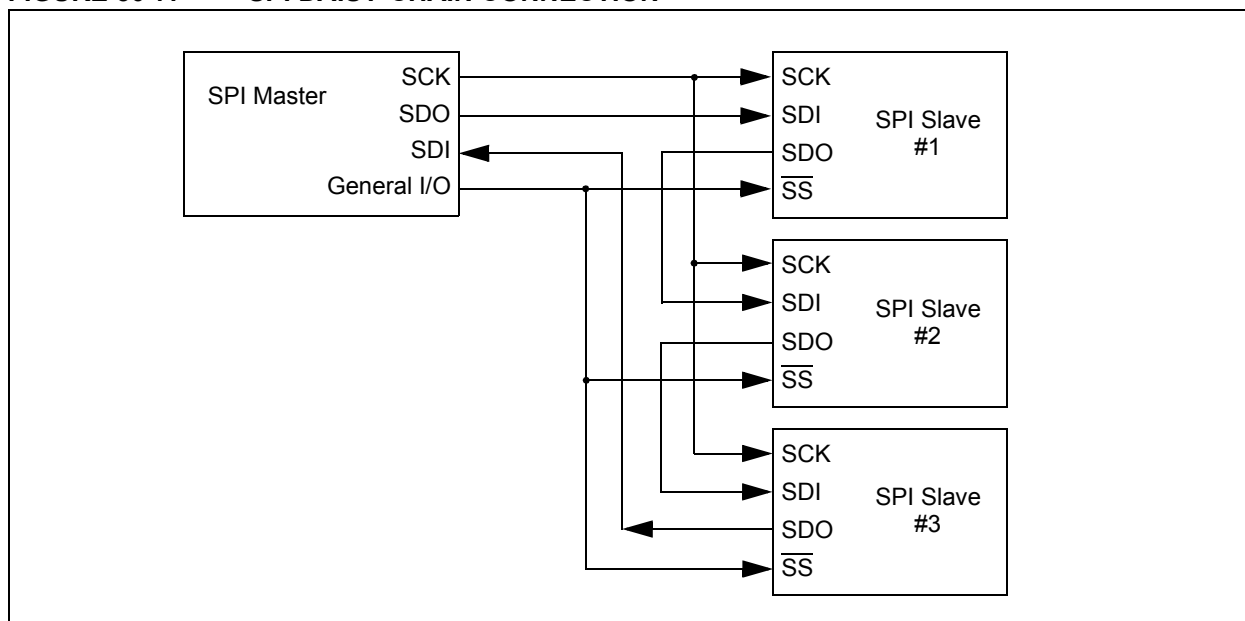 SPI Master
SCK
SDO
SDI
General I/O
SCK
SDI
SDO
SS
SPI Slave
#1
SCK
SDI
SDO
SS
SPI Slave
#2
SCK
SDI
SDO
SS
SPI Slave
#3